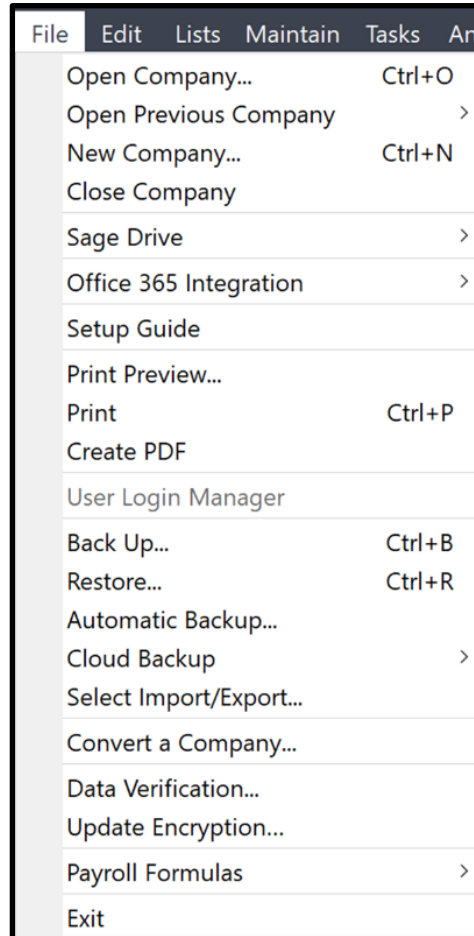 File Edit Lists Maintain Tasks An
Open Company... Ctrl+O
Open Previous Company >
New Company... Ctrl+N
Close Company
Sage Drive >
Office 365 Integration >
Setup Guide
Print Preview...
Print Ctrl+P
Create PDF
User Login Manager
Back Up... Ctrl+B
Restore... Ctrl+R
Automatic Backup...
Cloud Backup >
Select Import/Export...
Convert a Company...
Data Verification...
Update Encryption...
Payroll Formulas >
Exit